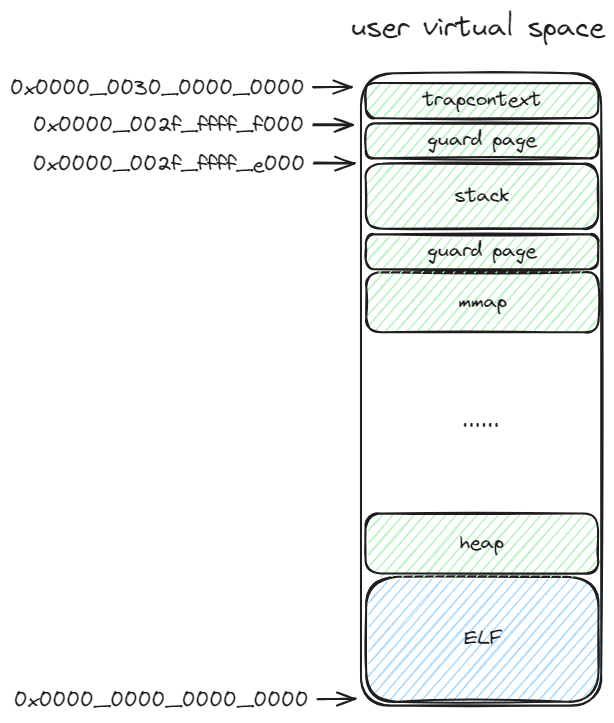 user virtual space
0x0000_0030_0000_0000
trapcontext
0x0000_002f_ffff_f000
guard page
0x0000_002f_ffff_e000
stack
guard page
mmap
......
heap
ELF
0x0000_0000_0000_0000